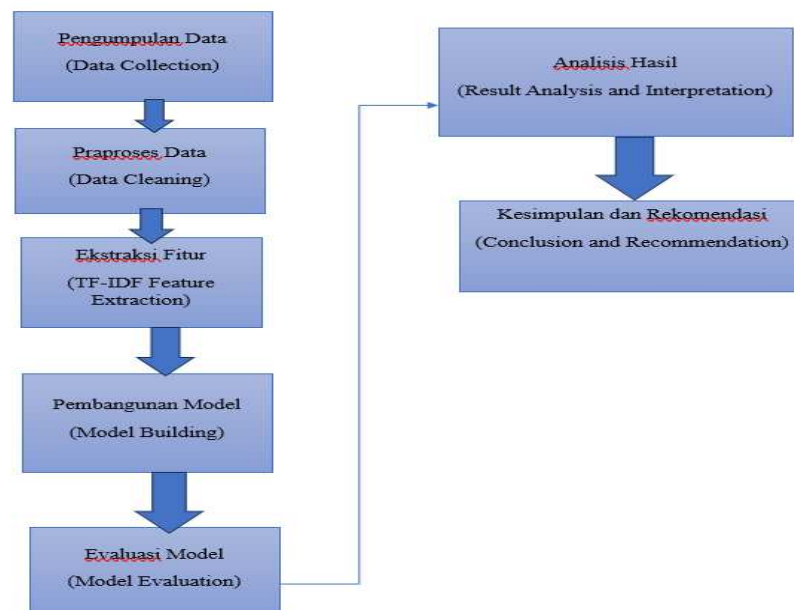 Pengumpulan Data
(Data Collection)
Praproses Data
(Data Cleaning)
Ekstraksi Fitur
(TF-IDF Feature
Extraction)
Pembangunan Model
(Model Building)
Evaluasi Model
(Model Evaluation)
Analisis Hasil
(Result Analysis and Interpretation)
Kesimpulan dan Rekomendasi
(Conclusion and Recommendation)